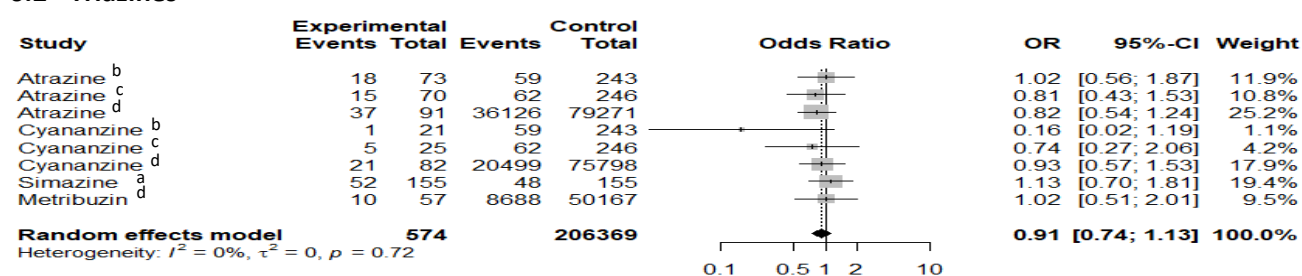 Experimental Control
Study Events Total Events Total Odds Ratio OR 95%-CI Weight
Atrazine b 18 73 59 243 1.02 [0.56; 1.87] 11.9%
Atrazine c 15 70 62 246 0.81 [0.43; 1.53] 10.8%
Atrazine d 37 91 36126 79271 0.82 [0.54; 1.24] 25.2%
Cyananzine b 1 21 59 243 0.16 [0.02; 1.19] 1.1%
Cyananzine c 5 25 62 246 0.74 [0.27; 2.06] 4.2%
Cyananzine d 21 82 20499 75798 0.93 [0.57; 1.53] 17.9%
Simazine a 52 155 48 155 1.13 [0.70; 1.81] 19.4%
Metribuzin d 10 57 8688 50167 1.02 [0.51; 2.01] 9.5%
Random effects model 574 206369 0.91 [0.74; 1.13] 100.0%
Heterogeneity: I² = 0%, τ² = 0, p = 0.72
0.1 0.5 1 2 10